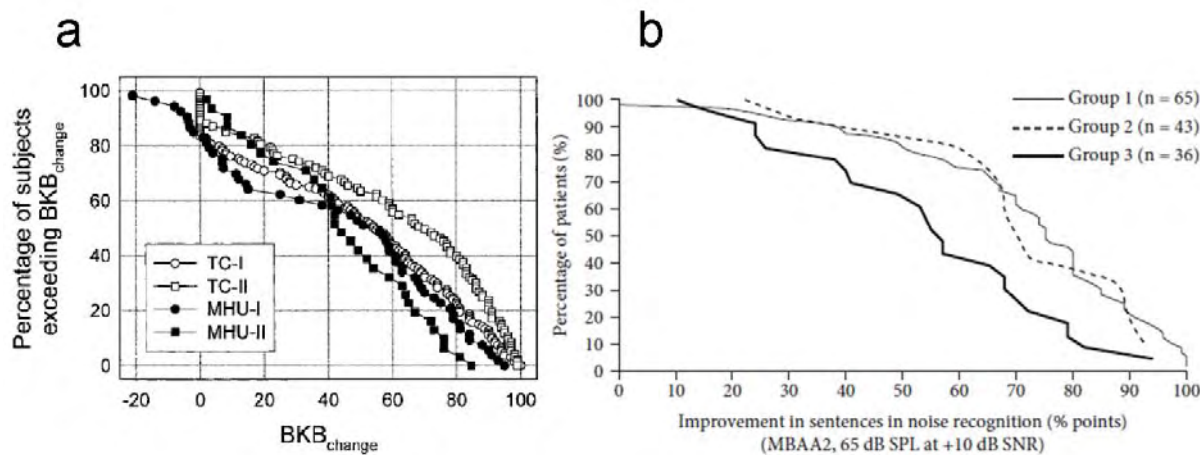 a
Percentage of subjects
exceeding BKBchange
100
80
60
40
20
0
TC-I
TC-II
MHU-I
MHU-II
-20 0 20 40 60 80 100
BKBchange
b
Percentage of patients (%)
100
90
80
70
60
50
40
30
20
10
0
Group 1 (n = 65)
Group 2 (n = 43)
Group 3 (n = 36)
0 10 20 30 40 50 60 70 80 90 100
Improvement in sentences in noise recognition (% points)
(MBAA2, 65 dB SPL at +10 dB SNR)